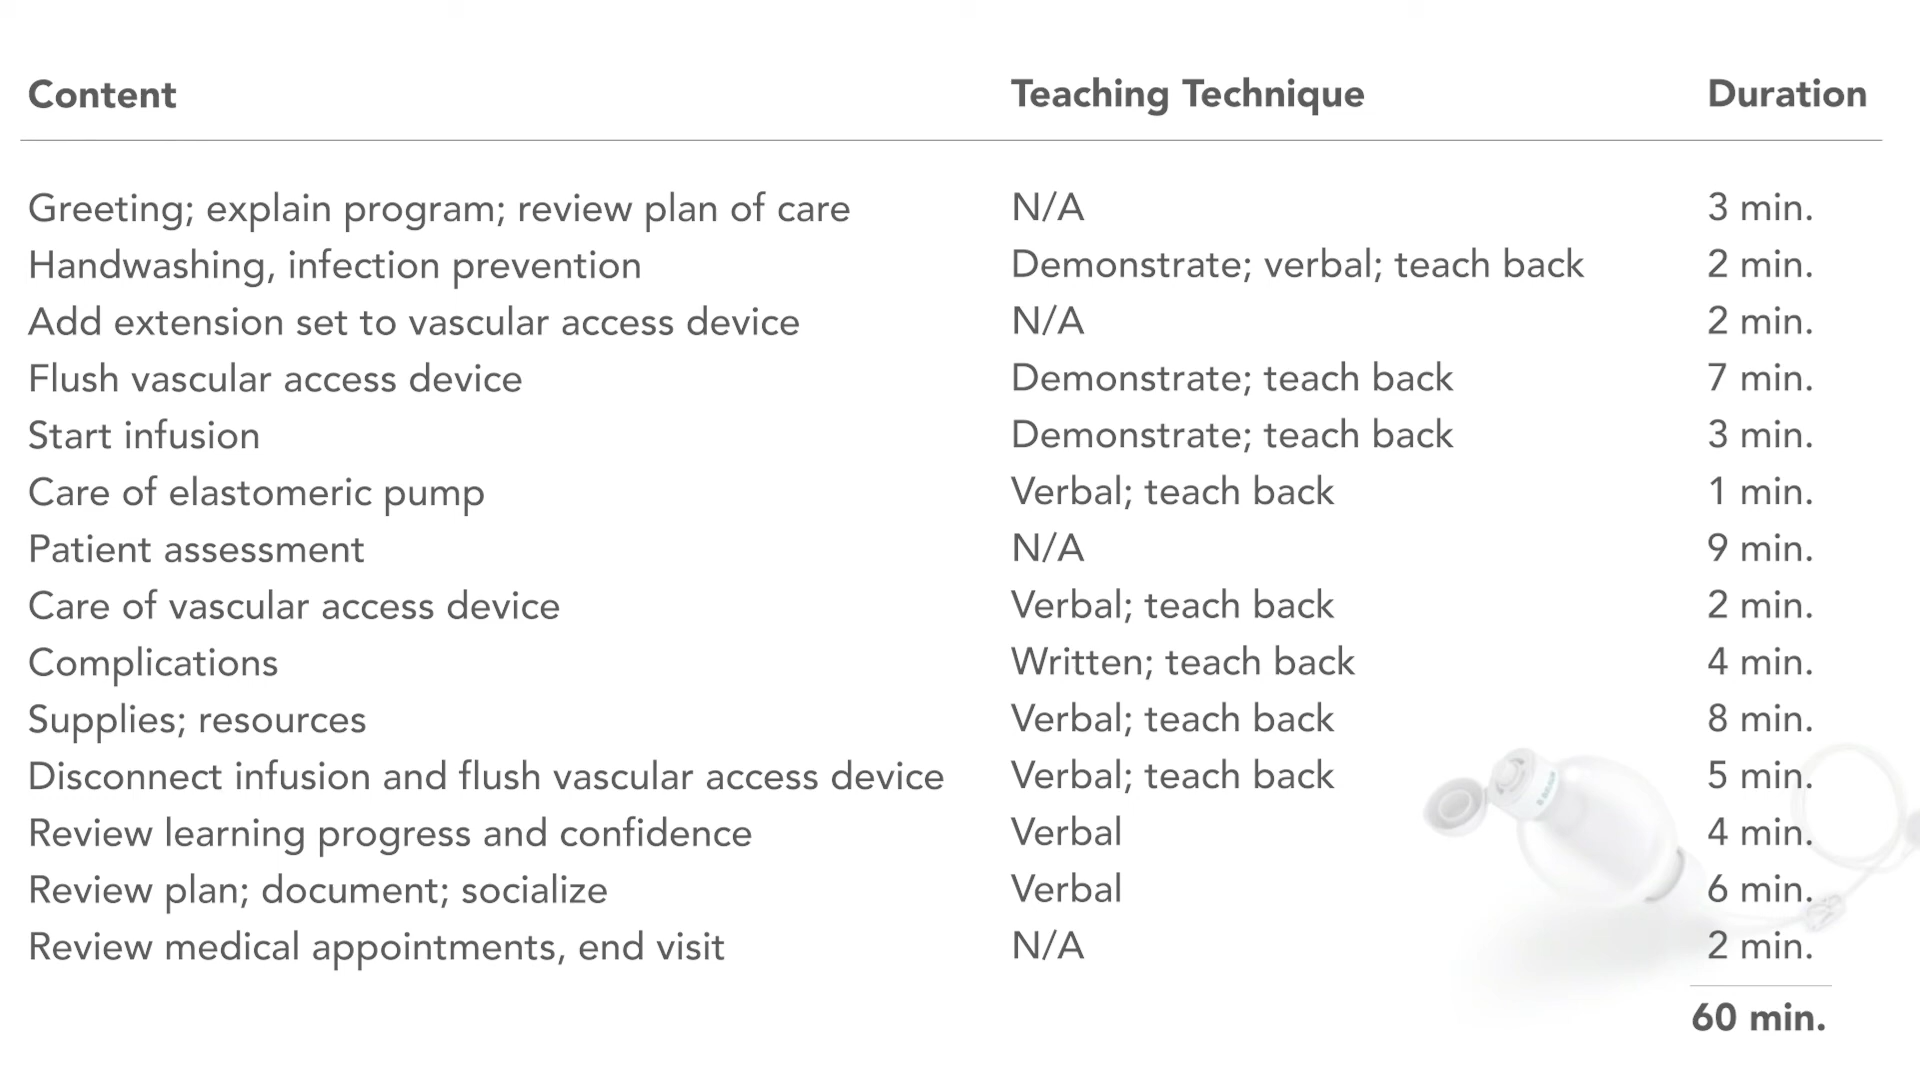 Content Teaching Technique Duration
Greeting; explain program; review plan of care N/A 3 min.
Handwashing, infection prevention Demonstrate; verbal; teach back 2 min.
Add extension set to vascular access device N/A 2 min.
Flush vascular access device Demonstrate; teach back 7 min.
Start infusion Demonstrate; teach back 3 min.
Care of elastomeric pump Verbal; teach back 1 min.
Patient assessment N/A 9 min.
Care of vascular access device Verbal; teach back 2 min.
Complications Written; teach back 4 min.
Supplies; resources Verbal; teach back 8 min.
Disconnect infusion and flush vascular access device Verbal; teach back 5 min.
Review learning progress and confidence Verbal 4 min.
Review plan; document; socialize Verbal 6 min.
Review medical appointments, end visit N/A 2 min.
60 min.